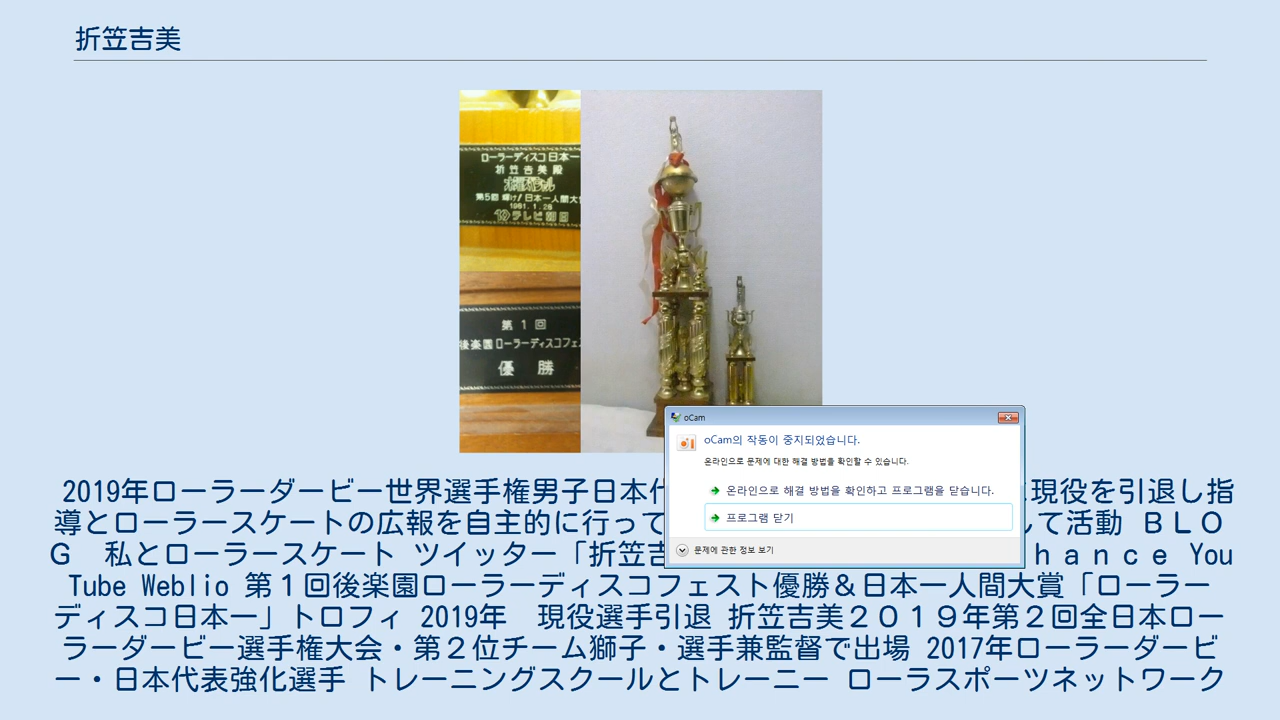 折笠吉美
ローラーディスコ日本一
折笠吉美殿
第5回 輝け!日本一人間大
1991.1.28
テレビ朝日
第1回
後楽園ローラーディスコフェス
優勝
oCam
oCam의 작동이 중지되었습니다.
온라인으로 문제에 대한 해결 방법을 확인할 수 있습니다.
온라인으로 해결 방법을 확인하고 프로그램을 닫습니다.
프로그램 닫기
문제에 관한 정보 보기
2019年ローラーダービー世界選手権男子日本代 現役を引退し指
導とローラースケートの広報を自主的に行って して活動 ＢＬＯ
Ｇ　私とローラースケート ツイッター「折笠吉 ｈａｎｃｅ You
Tube Weblio 第１回後楽園ローラーディスコフェスト優勝＆日本一人間大賞「ローラー
ディスコ日本一」トロフィ 2019年　現役選手引退 折笠吉美２０１９年第２回全日本ロー
ラーダービー選手権大会・第２位チーム獅子・選手兼監督で出場 2017年ローラーダービ
ー・日本代表強化選手 トレーニングスクールとトレーニー ローラスポーツネットワーク